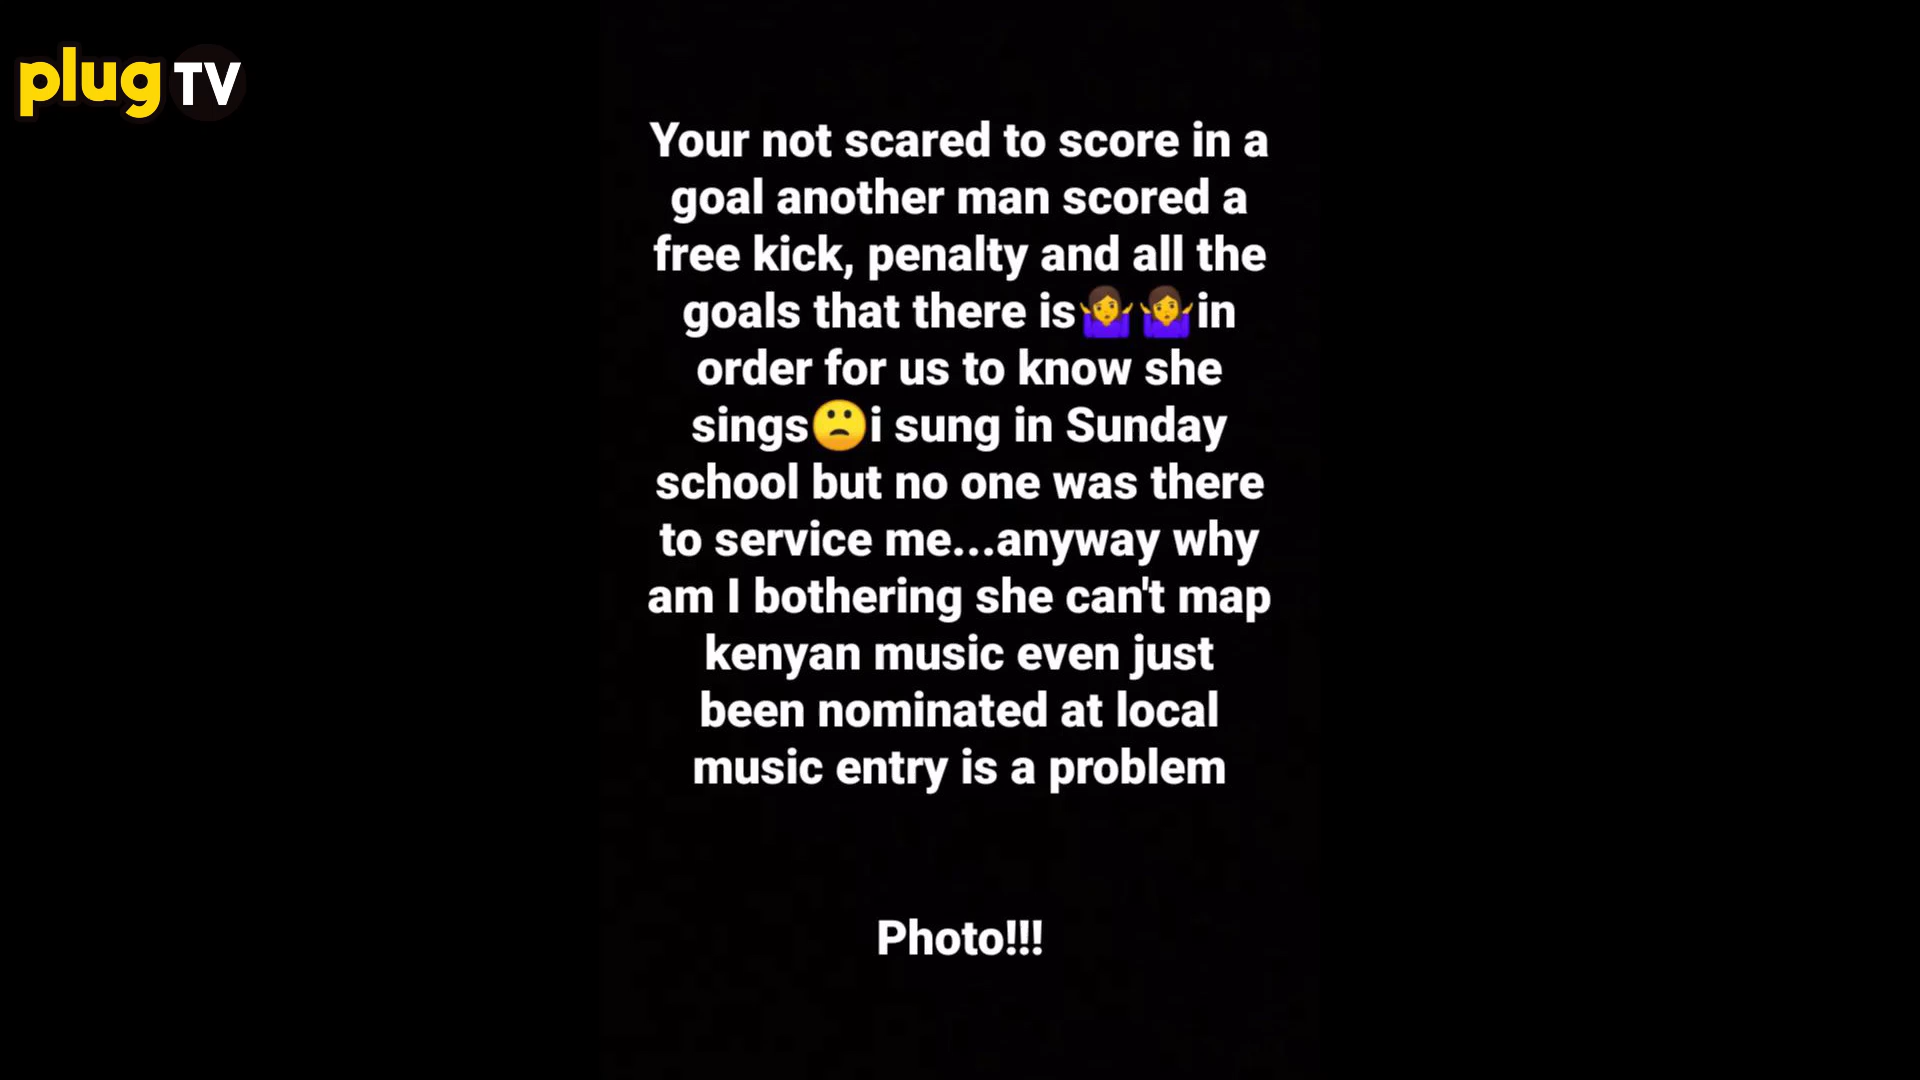 plug TV
Your not scared to score in a
goal another man scored a
free kick, penalty and all the
goals that there is🤷‍♀️🤷‍♀️in
order for us to know she
sings🙁i sung in Sunday
school but no one was there
to service me...anyway why
am I bothering she can't map
kenyan music even just
been nominated at local
music entry is a problem
Photo!!!